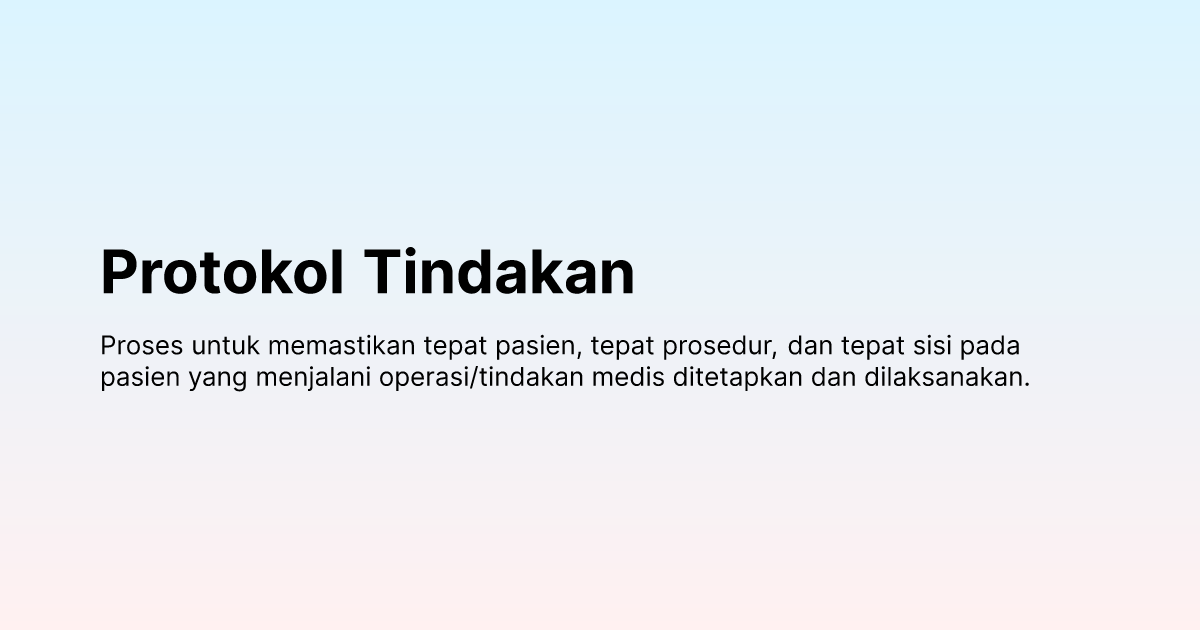 Protokol Tindakan
Proses untuk memastikan tepat pasien, tepat prosedur, dan tepat sisi pada
pasien yang menjalani operasi/tindakan medis ditetapkan dan dilaksanakan.